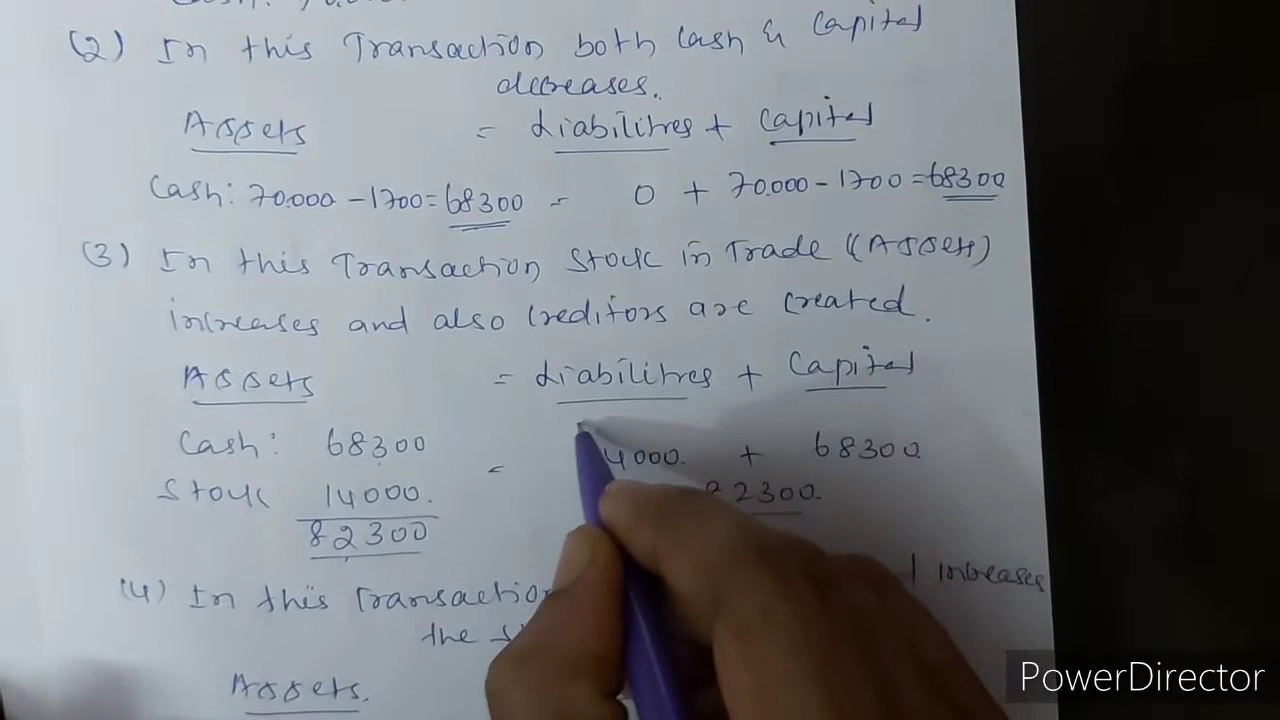 (2) In this Transaction both Cash & Capital
decreases.
Assets = Liabilities + Capital
Cash: 70.000 - 1700 = 68300 = 0 + 70.000 - 1700 = 68300
(3) In this Transaction Stock in Trade (Asset)
increases and also Creditors are Created.
Assets = Liabilities + Capital
Cash: 68300 = 4000. + 68300
Stock 14000. 2300.
82300
(4) In this Transaction increases
the
Assets.
PowerDirector